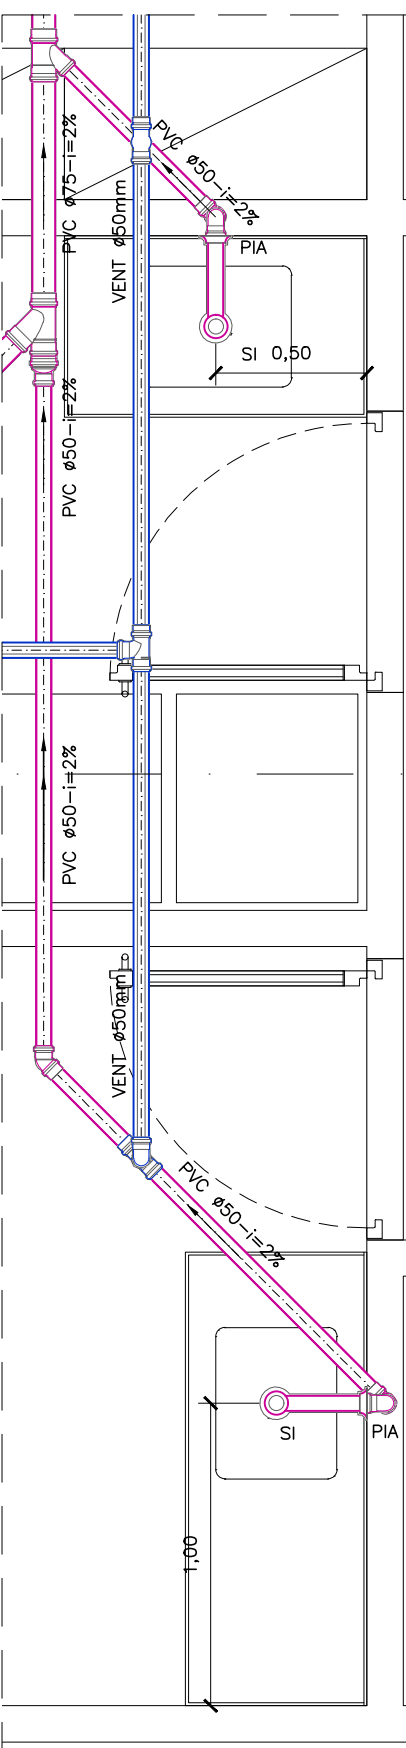 PVC ø75-i=2%
PVC ø50-i=2%
VENT ø50mm
PIA
SI 0,50
PVC ø50-i=2%
PVC ø50-i=2%
VENT ø50mm
PVC ø50-i=2%
SI
PIA
1,00